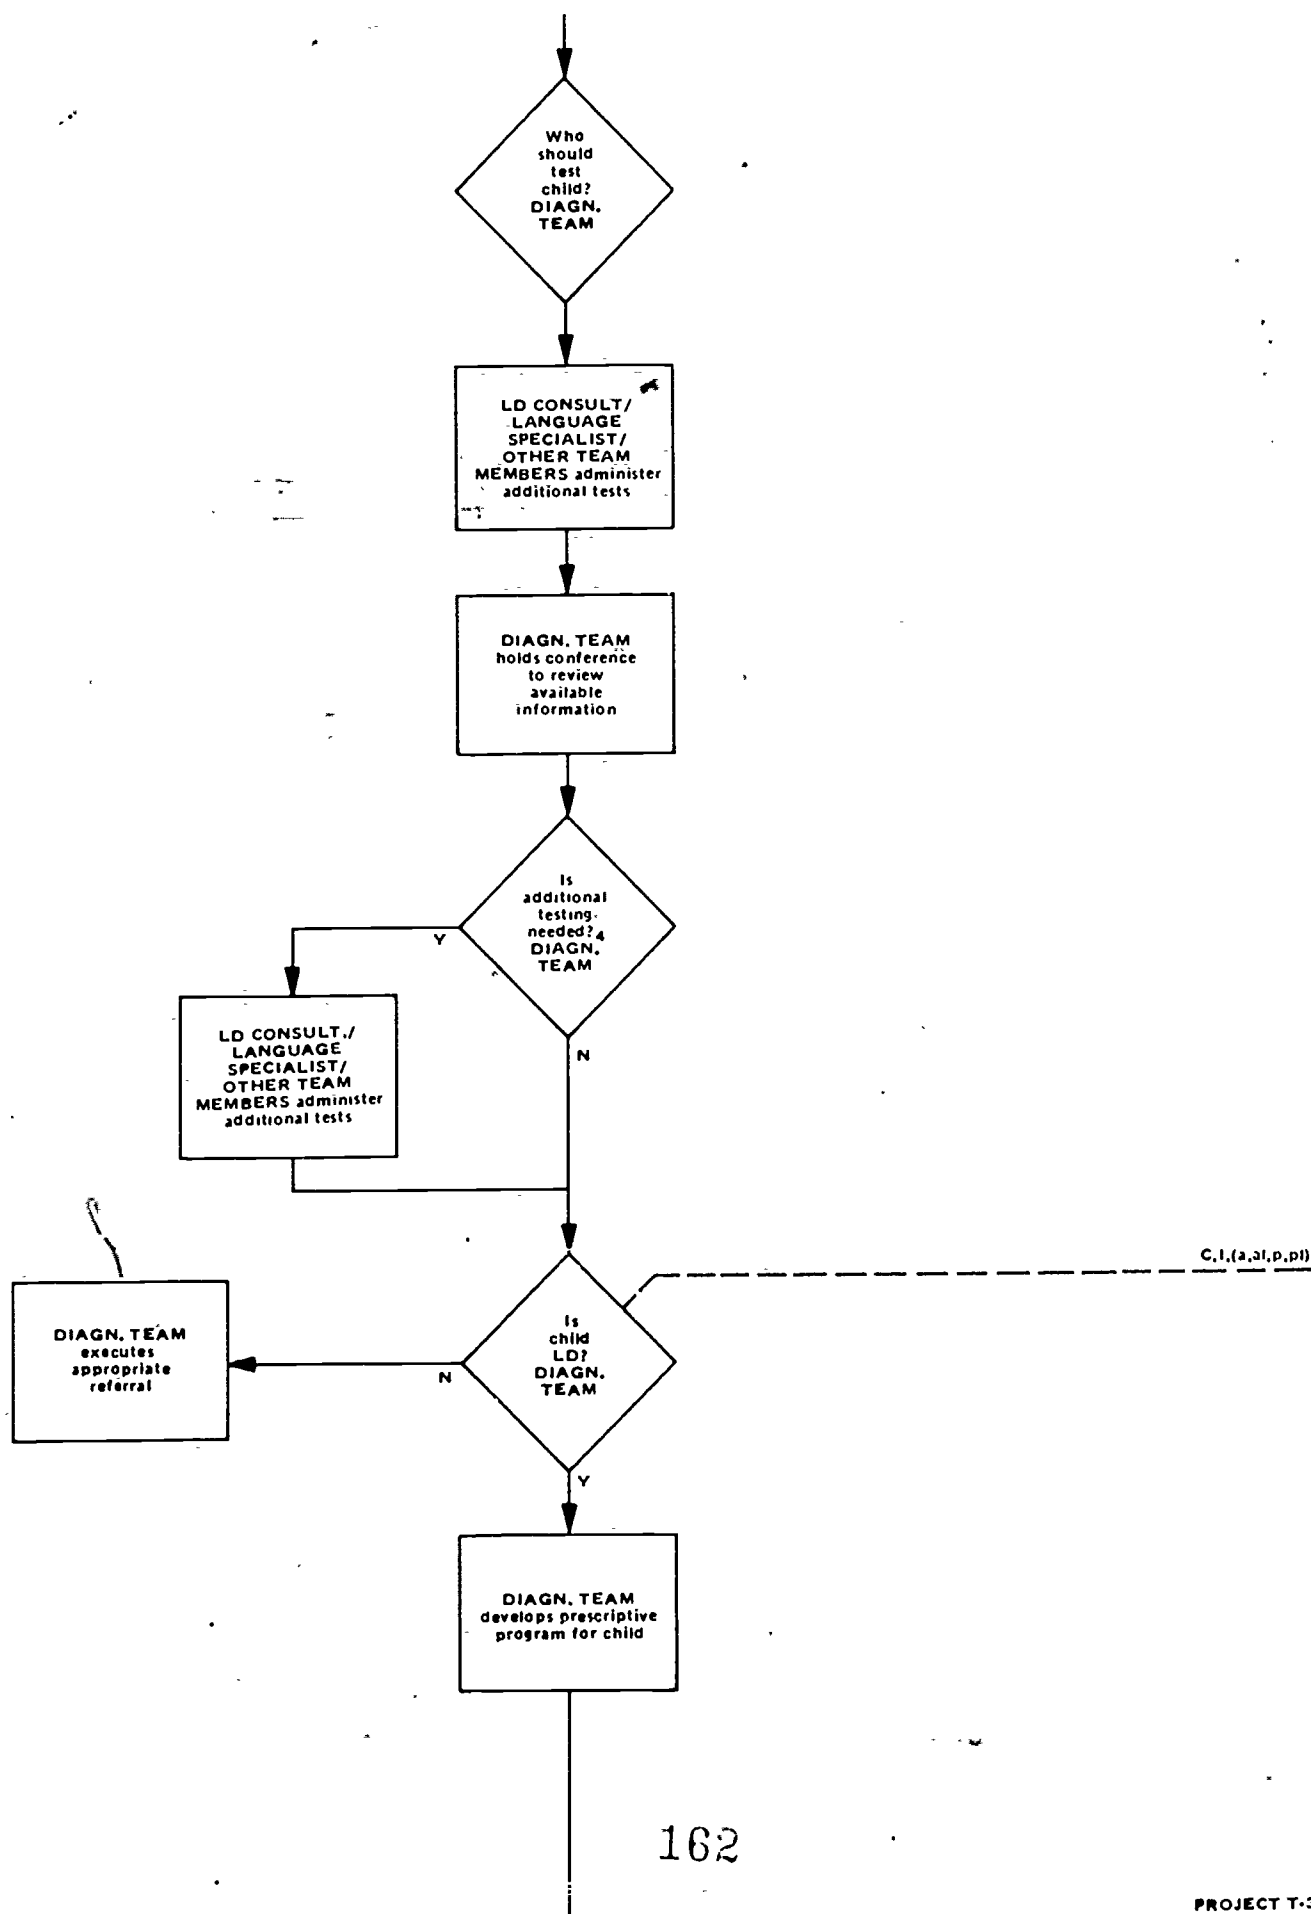 Who
should
test
child?
DIAGN.
TEAM
LD CONSULT/
LANGUAGE
SPECIALIST/
OTHER TEAM
MEMBERS administer
additional tests
DIAGN. TEAM
holds conference
to review
available
information
Is
additional
testing
needed?4
DIAGN.
TEAM
Y
N
LD CONSULT./
LANGUAGE
SPECIALIST/
OTHER TEAM
MEMBERS administer
additional tests
C,I,(a,al,p,pl)
Is
child
LD?
DIAGN.
TEAM
N
Y
DIAGN. TEAM
executes
appropriate
referral
DIAGN. TEAM
develops prescriptive
program for child
162
PROJECT T-3